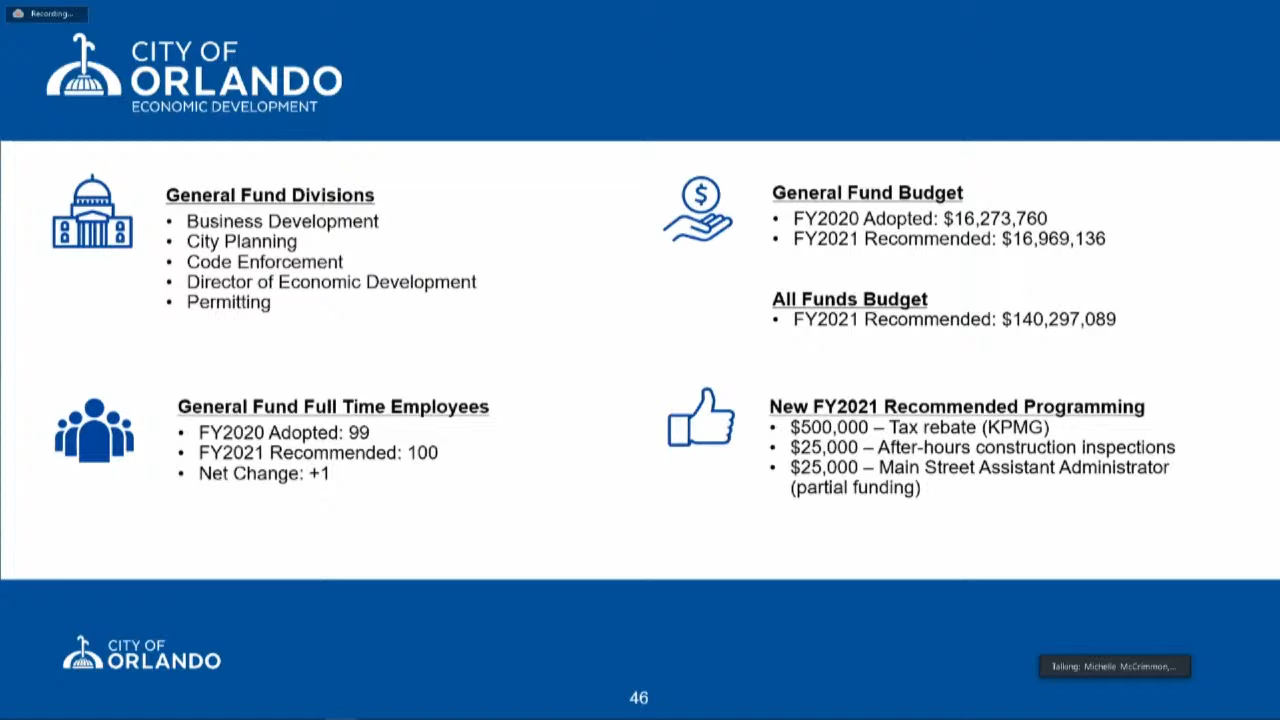 Recording...
CITY OF
ORLANDO
ECONOMIC DEVELOPMENT
General Fund Divisions
• Business Development
• City Planning
• Code Enforcement
• Director of Economic Development
• Permitting
General Fund Budget
• FY2020 Adopted: $16,273,760
• FY2021 Recommended: $16,969,136
All Funds Budget
• FY2021 Recommended: $140,297,089
General Fund Full Time Employees
• FY2020 Adopted: 99
• FY2021 Recommended: 100
• Net Change: +1
New FY2021 Recommended Programming
• $500,000 – Tax rebate (KPMG)
• $25,000 – After-hours construction inspections
• $25,000 – Main Street Assistant Administrator
(partial funding)
CITY OF
ORLANDO
Talking: Michelle McCrimmon,...
46